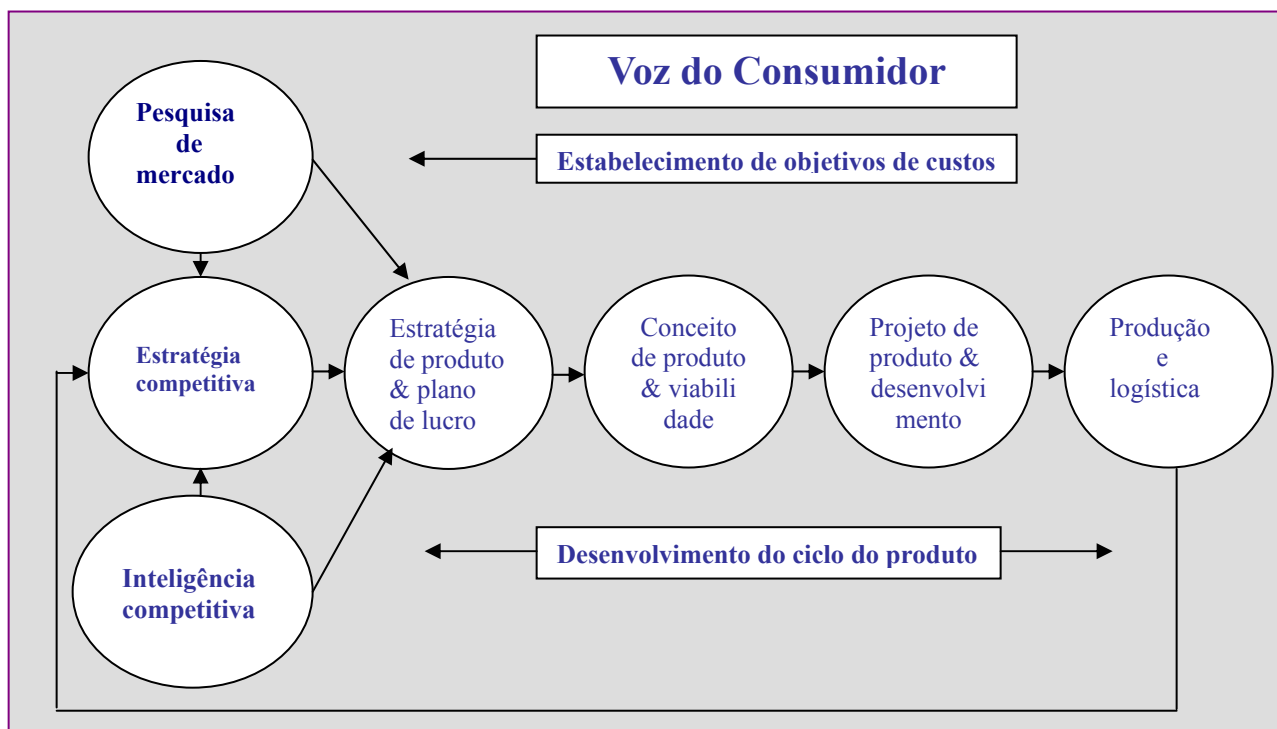 Voz do Consumidor
Pesquisa
de
mercado
Estabelecimento de objetivos de custos
Estratégia
competitiva
Estratégia
de produto
& plano
de lucro
Conceito
de produto
& viabili
dade
Projeto de
produto &
desenvolvi
mento
Produção
e
logística
Inteligência
competitiva
Desenvolvimento do ciclo do produto